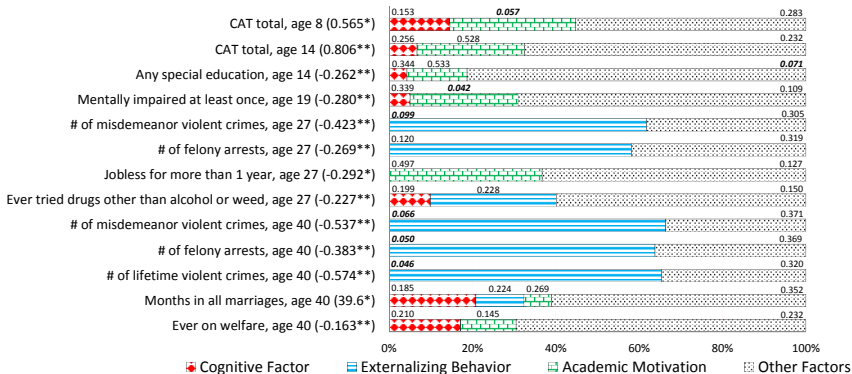 0.153 0.057 0.283
CAT total, age 8 (0.565*)
0.256 0.528 0.232
CAT total, age 14 (0.806**)
0.344 0.533 0.071
Any special education, age 14 (-0.262**)
0.339 0.042 0.109
Mentally impaired at least once, age 19 (-0.280**)
0.099 0.305
# of misdemeanor violent crimes, age 27 (-0.423**)
0.120 0.319
# of felony arrests, age 27 (-0.269**)
0.497 0.127
Jobless for more than 1 year, age 27 (-0.292*)
0.199 0.228 0.150
Ever tried drugs other than alcohol or weed, age 27 (-0.227**)
0.066 0.371
# of misdemeanor violent crimes, age 40 (-0.537**)
0.050 0.369
# of felony arrests, age 40 (-0.383**)
0.046 0.320
# of lifetime violent crimes, age 40 (-0.574**)
0.185 0.224 0.269 0.352
Months in all marriages, age 40 (39.6*)
0.210 0.145 0.232
Ever on welfare, age 40 (-0.163**)
0% 20% 40% 60% 80% 100%
Cognitive Factor Externalizing Behavior Academic Motivation Other Factors